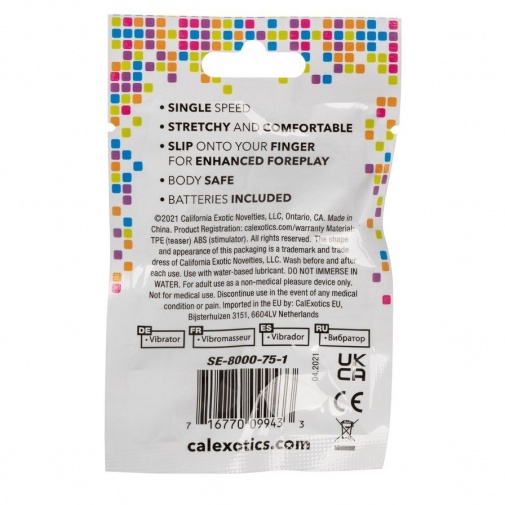 • SINGLE SPEED
• STRETCHY AND COMFORTABLE
• SLIP ONTO YOUR FINGER
FOR ENHANCED FOREPLAY
• BODY SAFE
• BATTERIES INCLUDED
©2021 California Exotic Novelties, LLC, Ontario, CA. Made in
China. Product Registration: calexotics.com/warranty Material:
TPE (teaser) ABS (stimulator). All rights reserved. The shape
and appearance of this packaging is a trademark and trade
dress of California Exotic Novelties, LLC. Wash before and after
each use. Use with water-based lubricant. DO NOT IMMERSE IN
WATER. For adult use as a non-medical pleasure device only.
Not for medical use. Discontinue use in the event of any medical
condition or pain. Imported in the EU by: CalExotics EU,
Bijsterhuizen 3151, 6604LV Netherlands
DE • Vibrator FR • Vibromasseur ES • Vibrador RU • Вибратор
SE-8000-75-1
04.2021
UK
CA
CE
7 16770 09943 3
calexotics.com